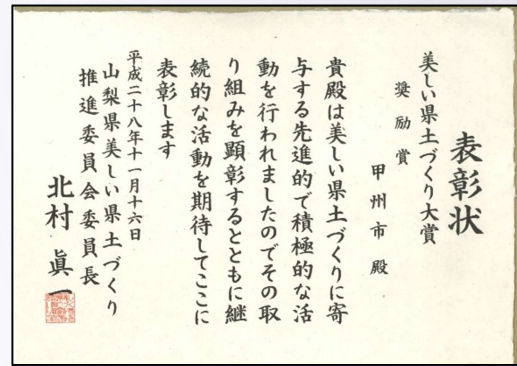 表彰状
美しい県土づくり大賞
奨励賞
甲州市殿
貴殿は美しい県土づくりに寄
与する先進的で積極的な活
動を行われましたのでその取
り組みを顕彰するとともに継
続的な活動を期待してここに
表彰します
平成二十八年十一月十六日
山梨県美しい県土づくり
推進委員会委員長
北村眞一